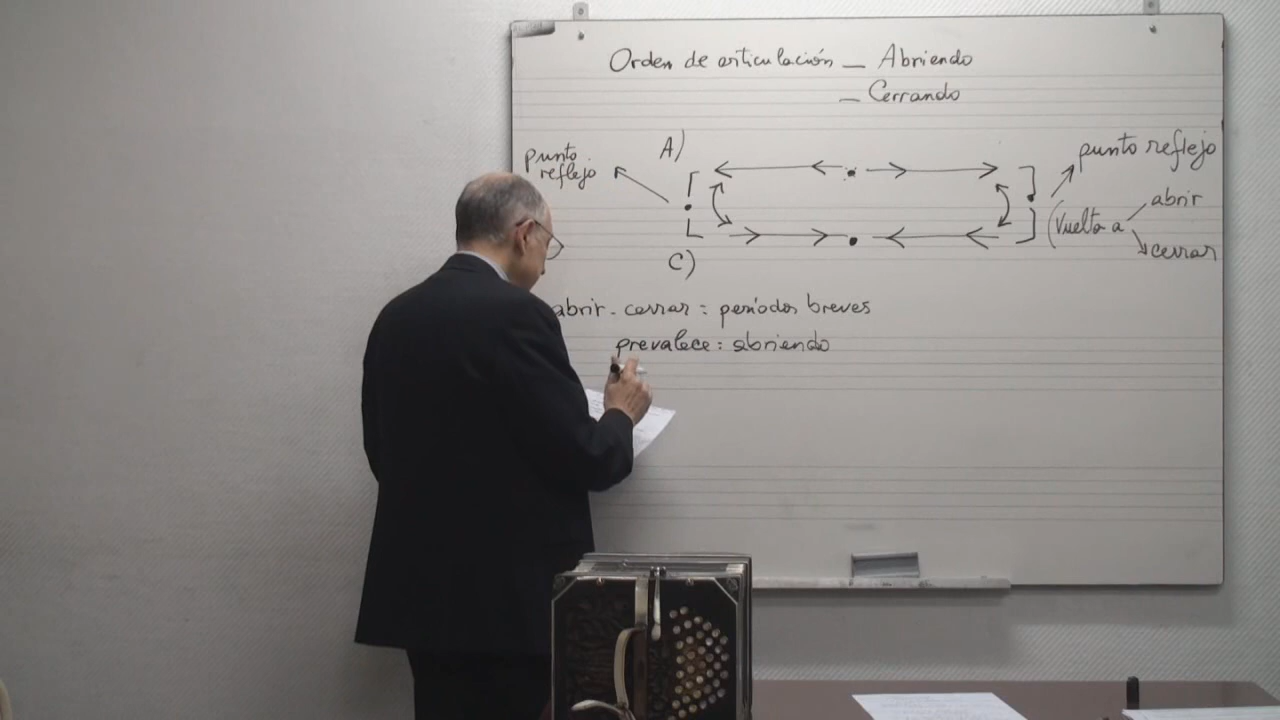 Orden de articulación — Abriendo
— Cerrando
punto reflejo
A)
punto reflejo
(Vuelta a
abrir
cerrar
C)
abrir - cerrar = períodos breves
prevalece: abriendo